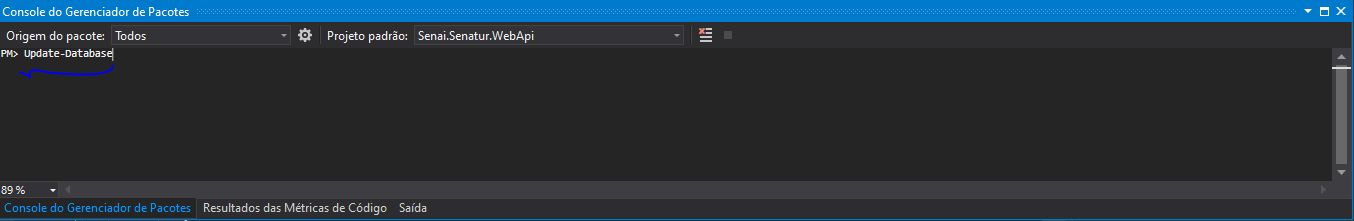 Console do Gerenciador de Pacotes
Origem do pacote: Todos Projeto padrão: Senai.Senatur.WebApi
PM> Update-Database
89 %
Console do Gerenciador de Pacotes Resultados das Métricas de Código Saída